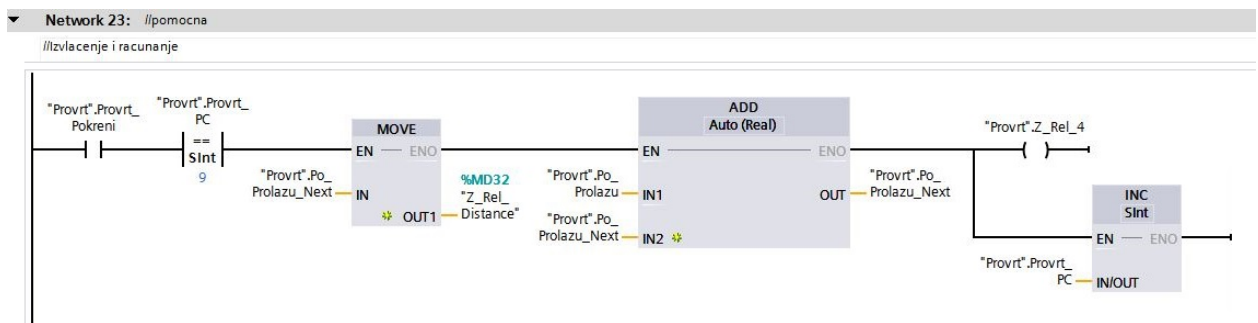 Network 23: //pomocna
//Izvlacenje i racunanje
"Provrt".Provrt_
Pokreni
"Provrt".Provrt_
PC
==
SInt
9
MOVE
EN ENO
"Provrt".Po_
Prolazu_Next
IN
OUT1
%MD32
"Z_Rel_
Distance"
ADD
Auto (Real)
EN ENO
"Provrt".Po_
Prolazu
IN1
"Provrt".Po_
Prolazu_Next
IN2
OUT
"Provrt".Po_
Prolazu_Next
"Provrt".Z_Rel_4
INC
SInt
EN ENO
"Provrt".Provrt_
PC
IN/OUT